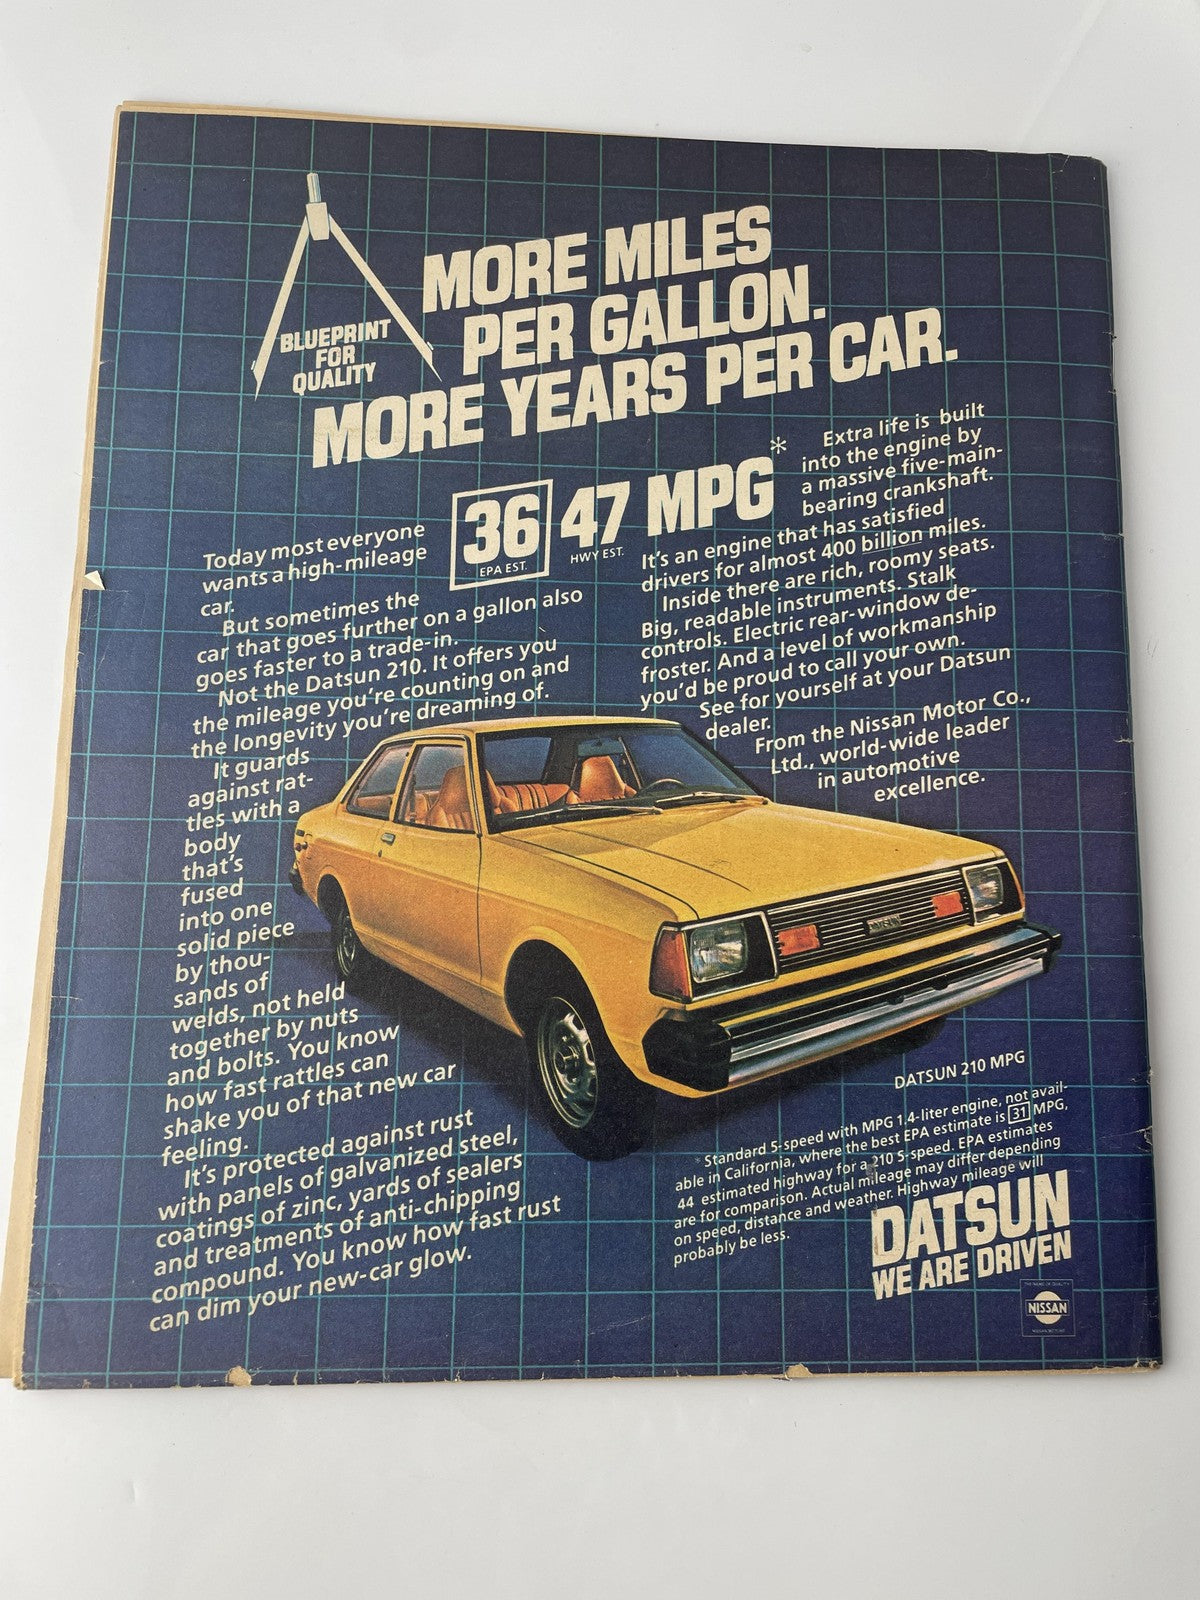 BLUEPRINT
FOR
QUALITY
MORE MILES
PER GALLON.
MORE YEARS PER CAR.
36
EPA EST.
47 MPG*
HWY EST.
Today most everyone
wants a high-mileage
car.
But sometimes the
car that goes further on a gallon also
goes faster to a trade-in.
Not the Datsun 210. It offers you
the mileage you're counting on and
the longevity you're dreaming of.
It guards
against rat-
tles with a
body
that's
fused
into one
solid piece
by thou-
sands of
welds, not held
together by nuts
and bolts. You know
how fast rattles can
shake you of that new car
feeling.
It's protected against rust
with panels of galvanized steel,
coatings of zinc, yards of sealers
and treatments of anti-chipping
compound. You know how fast rust
can dim your new-car glow.
Extra life is built
into the engine by
a massive five-main-
bearing crankshaft.
It's an engine that has satisfied
drivers for almost 400 billion miles.
Inside there are rich, roomy seats.
Big, readable instruments. Stalk
controls. Electric rear-window de-
froster. And a level of workmanship
you'd be proud to call your own.
See for yourself at your Datsun
dealer.
From the Nissan Motor Co.,
Ltd., world-wide leader
in automotive
excellence.
DATSUN 210 MPG
*Standard 5-speed with MPG 1.4-liter engine, not avail-
able in California, where the best EPA estimate is 31 MPG,
44 estimated highway for a 210 5-speed. EPA estimates
are for comparison. Actual mileage may differ depending
on speed, distance and weather. Highway mileage will
probably be less.
DATSUN
WE ARE DRIVEN
NISSAN